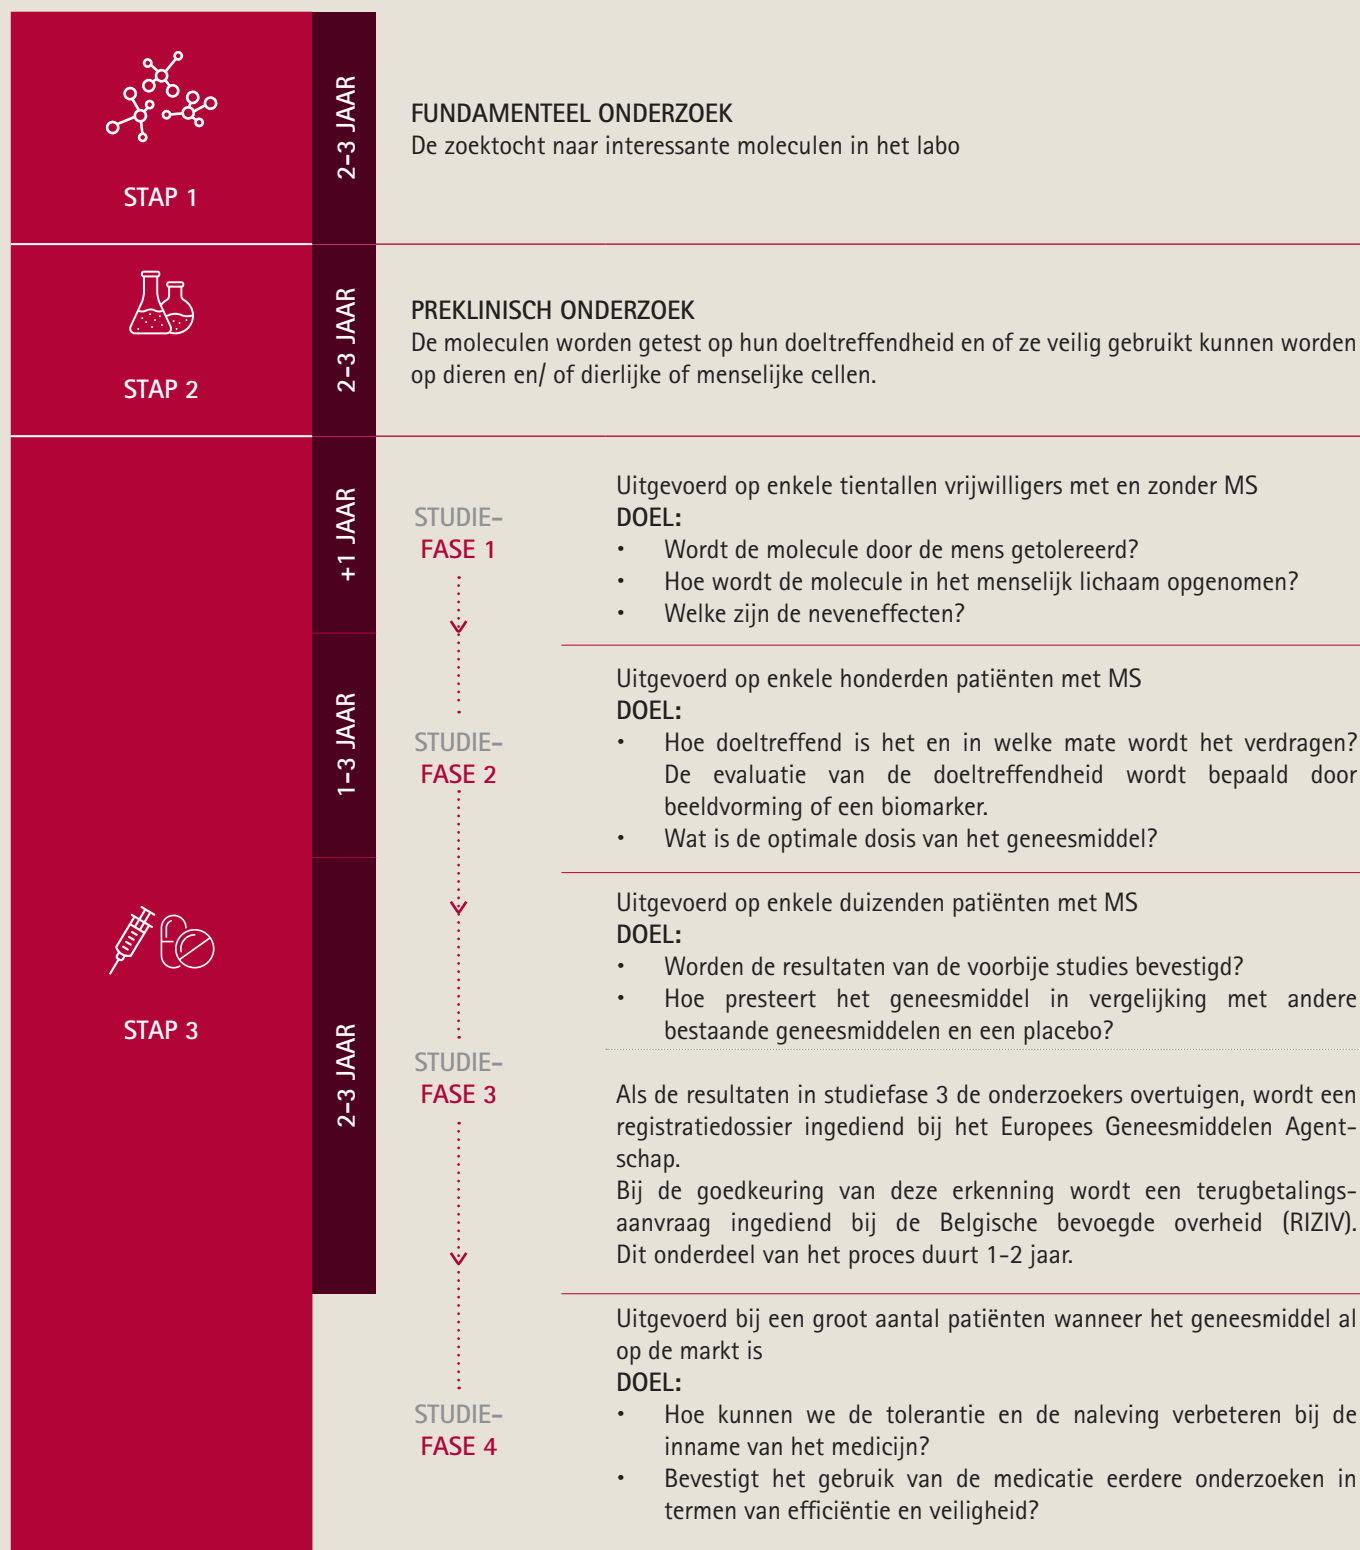 STAP 1
2-3 JAAR
FUNDAMENTEEL ONDERZOEK
De zoektocht naar interessante moleculen in het labo
STAP 2
2-3 JAAR
PREKLINISCH ONDERZOEK
De moleculen worden getest op hun doeltreffendheid en of ze veilig gebruikt kunnen worden
op dieren en/ of dierlijke of menselijke cellen.
STAP 3
+1 JAAR
STUDIE-
FASE 1
Uitgevoerd op enkele tientallen vrijwilligers met en zonder MS
DOEL:
• Wordt de molecule door de mens getolereerd?
• Hoe wordt de molecule in het menselijk lichaam opgenomen?
• Welke zijn de neveneffecten?
1-3 JAAR
STUDIE-
FASE 2
Uitgevoerd op enkele honderden patiënten met MS
DOEL:
• Hoe doeltreffend is het en in welke mate wordt het verdragen?
De evaluatie van de doeltreffendheid wordt bepaald door
beeldvorming of een biomarker.
• Wat is de optimale dosis van het geneesmiddel?
2-3 JAAR
STUDIE-
FASE 3
Uitgevoerd op enkele duizenden patiënten met MS
DOEL:
• Worden de resultaten van de voorbije studies bevestigd?
• Hoe presteert het geneesmiddel in vergelijking met andere
bestaande geneesmiddelen en een placebo?
Als de resultaten in studiefase 3 de onderzoekers overtuigen, wordt een
registratiedossier ingediend bij het Europees Geneesmiddelen Agent-
schap.
Bij de goedkeuring van deze erkenning wordt een terugbetalings-
aanvraag ingediend bij de Belgische bevoegde overheid (RIZIV).
Dit onderdeel van het proces duurt 1-2 jaar.
STUDIE-
FASE 4
Uitgevoerd bij een groot aantal patiënten wanneer het geneesmiddel al
op de markt is
DOEL:
• Hoe kunnen we de tolerantie en de naleving verbeteren bij de
inname van het medicijn?
• Bevestigt het gebruik van de medicatie eerdere onderzoeken in
termen van efficiëntie en veiligheid?